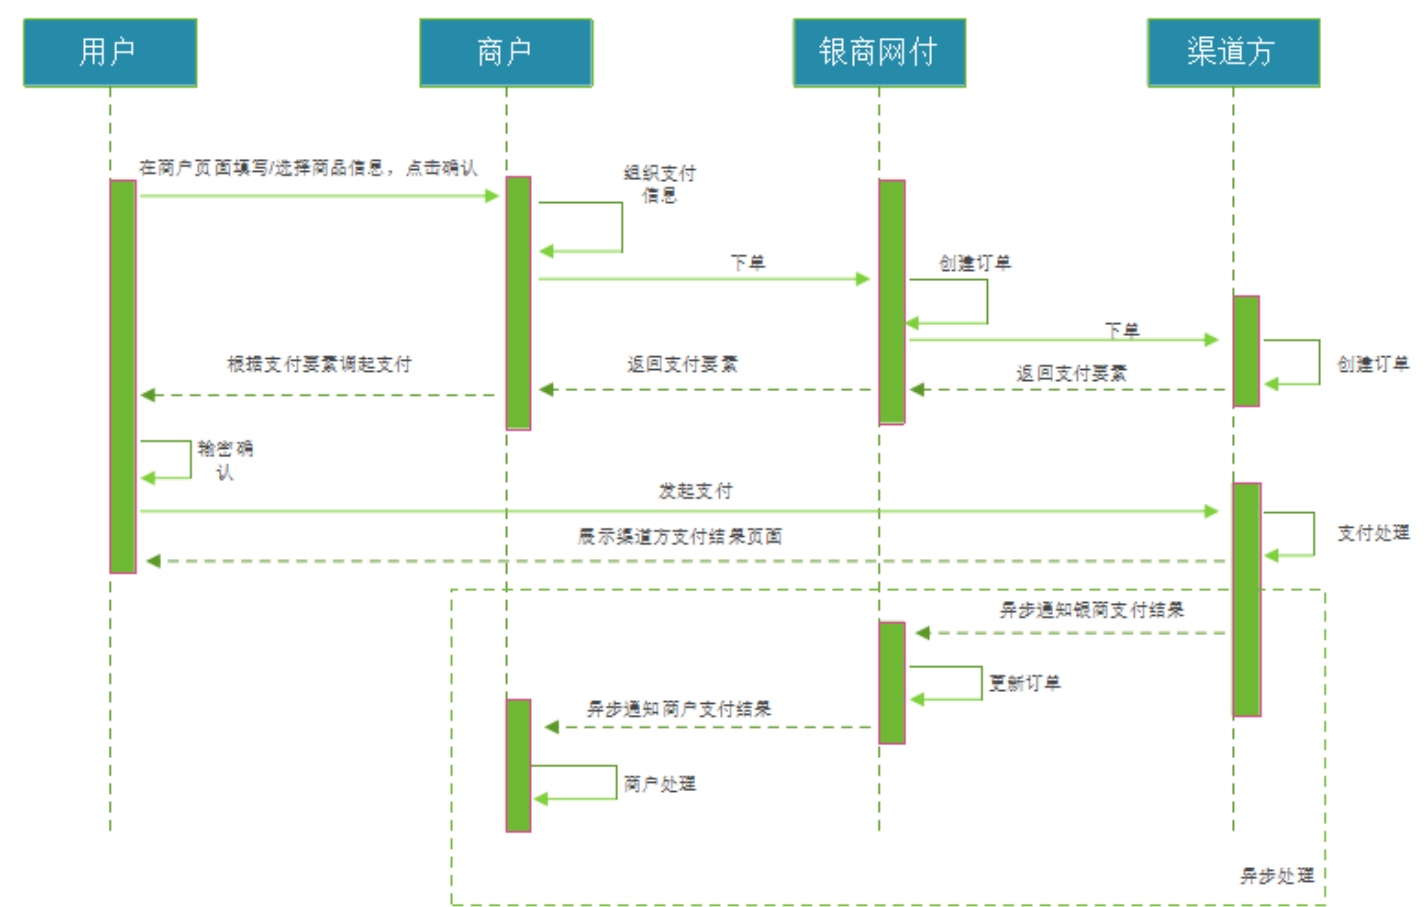 用户
商户
银商网付
渠道方
在商户页面填写/选择商品信息，点击确认
组织支付
信息
下单
创建订单
下单
创建订单
返回支付要素
返回支付要素
根据支付要素调起支付
输密确
认
发起支付
支付处理
展示渠道方支付结果页面
异步通知银商支付结果
更新订单
异步通知商户支付结果
商户处理
异步处理